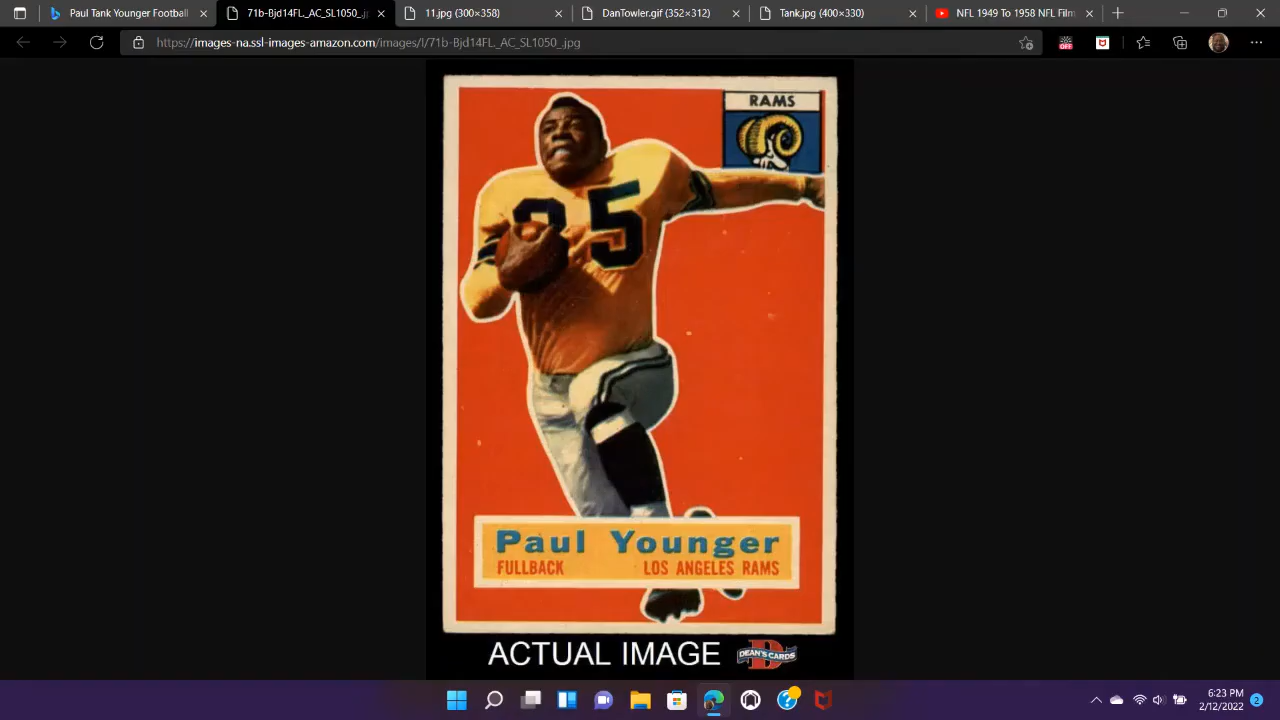 Paul Tank Younger Football
71b-Bjd14FL._AC_SL1050_.jp
11.jpg (300×358)
DanTowler.gif (352×312)
Tank.jpg (400×330)
NFL 1949 To 1958 NFL Film
https://images-na.ssl-images-amazon.com/images/I/71b-Bjd14FL._AC_SL1050_.jpg
OFF
RAMS
35
Paul Younger
FULLBACK LOS ANGELES RAMS
ACTUAL IMAGE
DEAN'S CARDS
6:23 PM
2/12/2022
2